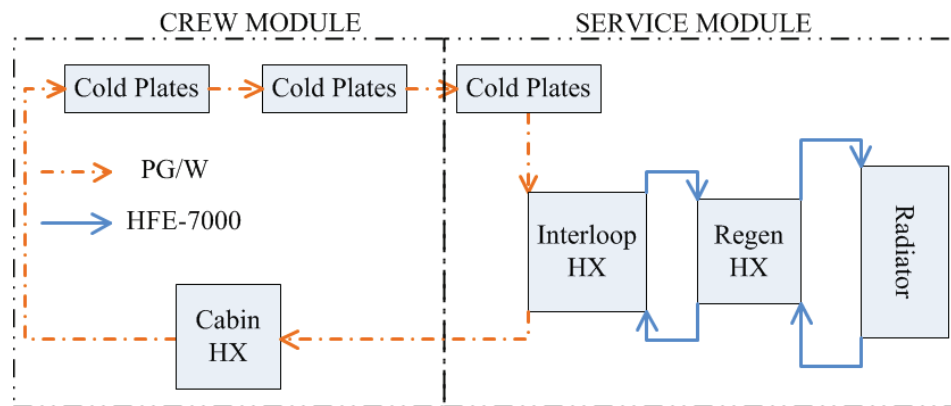 CREW MODULE
SERVICE MODULE
Cold Plates
Cold Plates
Cold Plates
PG/W
HFE-7000
Interloop
HX
Regen
HX
Radiator
Cabin
HX